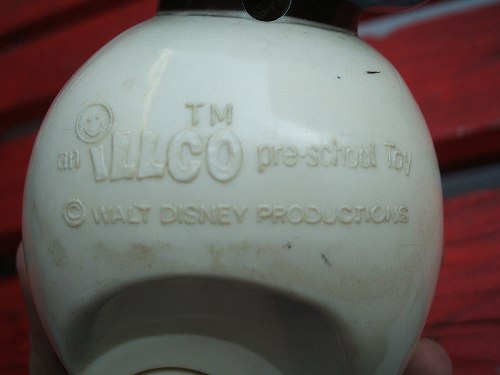 TM
an iLLCO pre-school Toy
© WALT DISNEY PRODUCTIONS